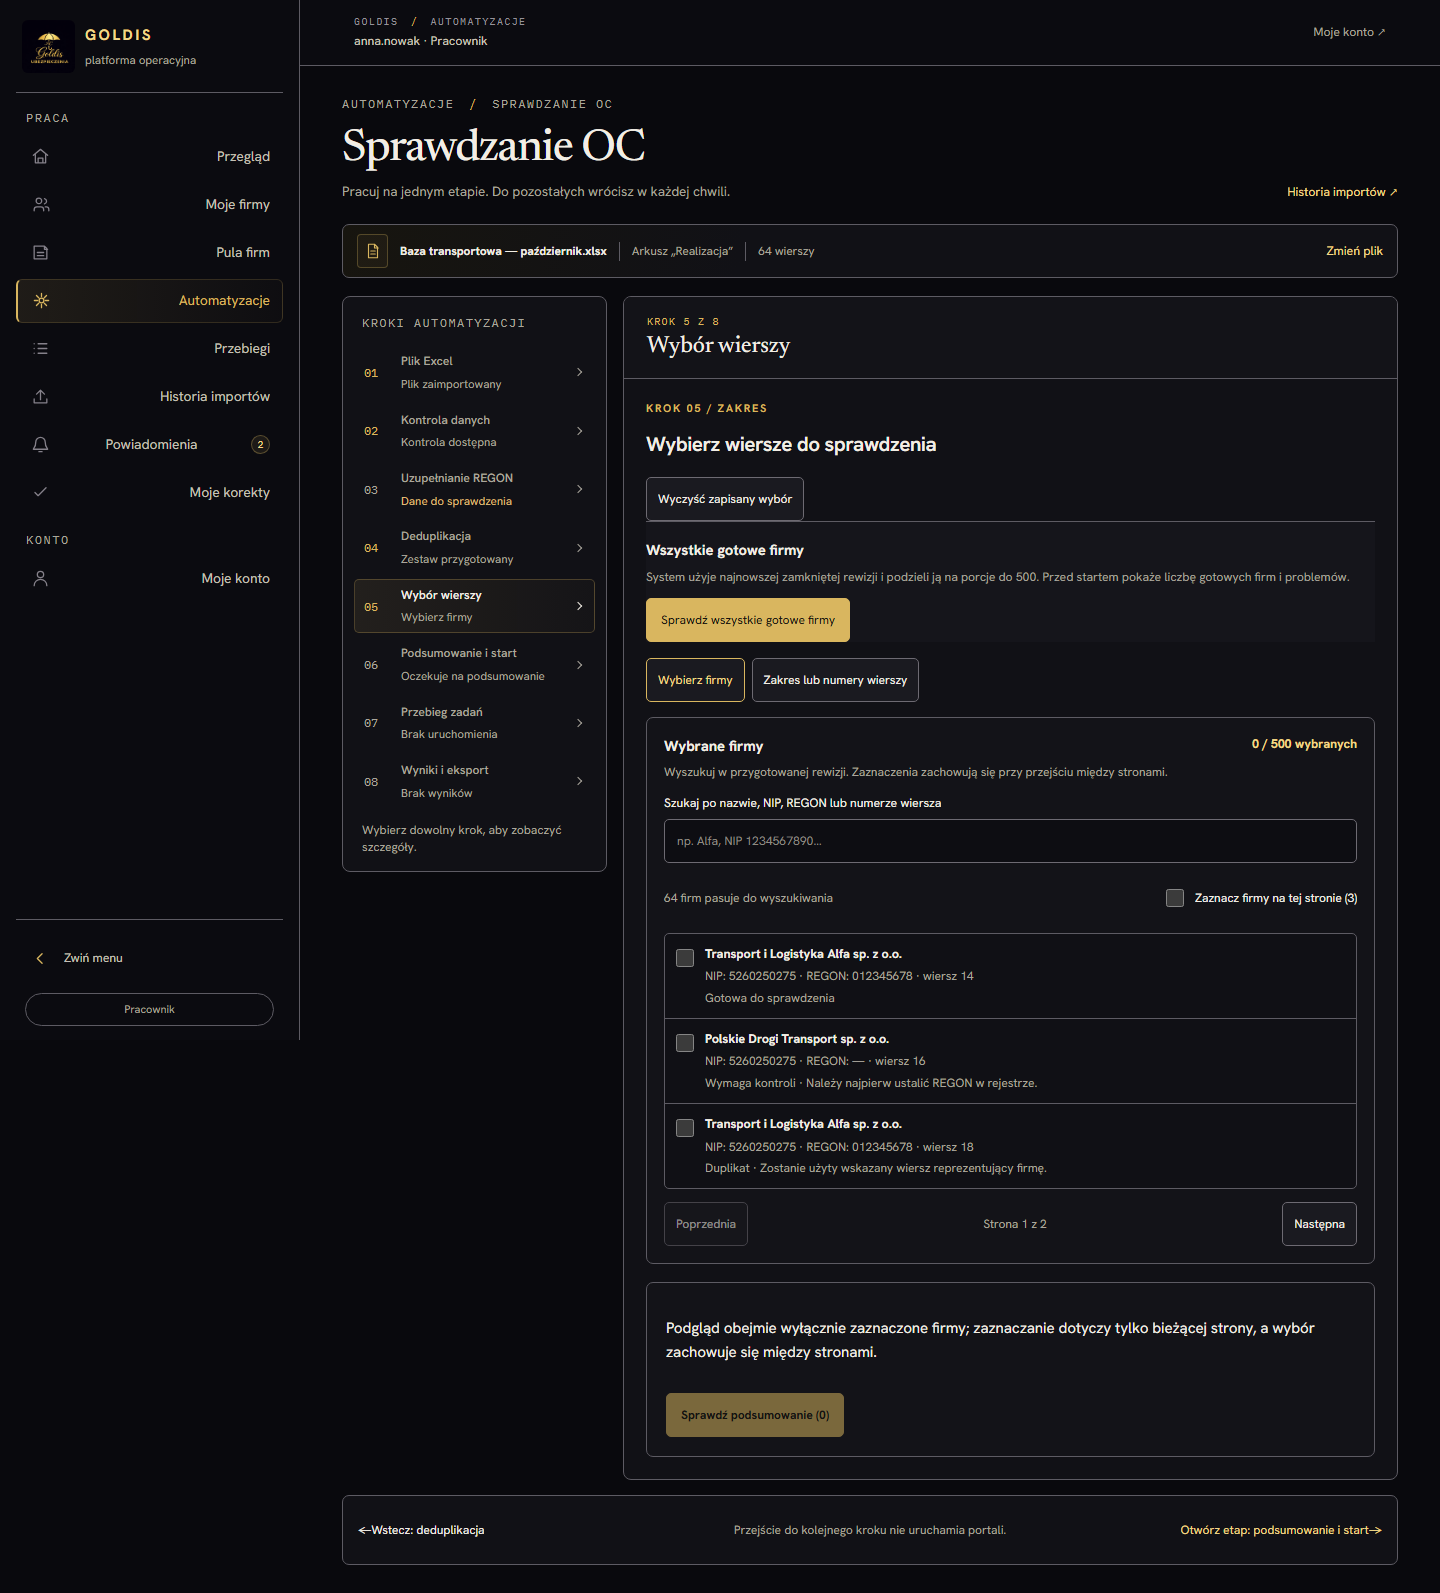 Goldis
UBEZPIECZENIA
GOLDIS
platforma operacyjna
PRACA
Przegląd
Moje firmy
Pula firm
Automatyzacje
Przebiegi
Historia importów
Powiadomienia 2
Moje korekty
KONTO
Moje konto
Zwiń menu
Pracownik
GOLDIS / AUTOMATYZACJE
anna.nowak · Pracownik
Moje konto ↗
AUTOMATYZACJE / SPRAWDZANIE OC
Sprawdzanie OC
Pracuj na jednym etapie. Do pozostałych wrócisz w każdej chwili.
Historia importów ↗
Baza transportowa — październik.xlsx | Arkusz „Realizacja” | 64 wierszy
Zmień plik
KROKI AUTOMATYZACJI
01 Plik Excel
Plik zaimportowany
02 Kontrola danych
Kontrola dostępna
03 Uzupełnianie REGON
Dane do sprawdzenia
04 Deduplikacja
Zestaw przygotowany
05 Wybór wierszy
Wybierz firmy
06 Podsumowanie i start
Oczekuje na podsumowanie
07 Przebieg zadań
Brak uruchomienia
08 Wyniki i eksport
Brak wyników
Wybierz dowolny krok, aby zobaczyć
szczegóły.
KROK 5 Z 8
Wybór wierszy
KROK 05 / ZAKRES
Wybierz wiersze do sprawdzenia
Wyczyść zapisany wybór
Wszystkie gotowe firmy
System użyje najnowszej zamkniętej rewizji i podzieli ją na porcje do 500. Przed startem pokaże liczbę gotowych firm i problemów.
Sprawdź wszystkie gotowe firmy
Wybierz firmy
Zakres lub numery wierszy
Wybrane firmy
0 / 500 wybranych
Wyszukuj w przygotowanej rewizji. Zaznaczenia zachowują się przy przejściu między stronami.
Szukaj po nazwie, NIP, REGON lub numerze wiersza
np. Alfa, NIP 1234567890…
64 firm pasuje do wyszukiwania
Zaznacz firmy na tej stronie (3)
Transport i Logistyka Alfa sp. z o.o.
NIP: 5260250275 · REGON: 012345678 · wiersz 14
Gotowa do sprawdzenia
Polskie Drogi Transport sp. z o.o.
NIP: 5260250275 · REGON: — · wiersz 16
Wymaga kontroli · Należy najpierw ustalić REGON w rejestrze.
Transport i Logistyka Alfa sp. z o.o.
NIP: 5260250275 · REGON: 012345678 · wiersz 18
Duplikat · Zostanie użyty wskazany wiersz reprezentujący firmę.
Poprzednia
Strona 1 z 2
Następna
Podgląd obejmie wyłącznie zaznaczone firmy; zaznaczanie dotyczy tylko bieżącej strony, a wybór
zachowuje się między stronami.
Sprawdź podsumowanie (0)
←Wstecz: deduplikacja
Przejście do kolejnego kroku nie uruchamia portali.
Otwórz etap: podsumowanie i start→